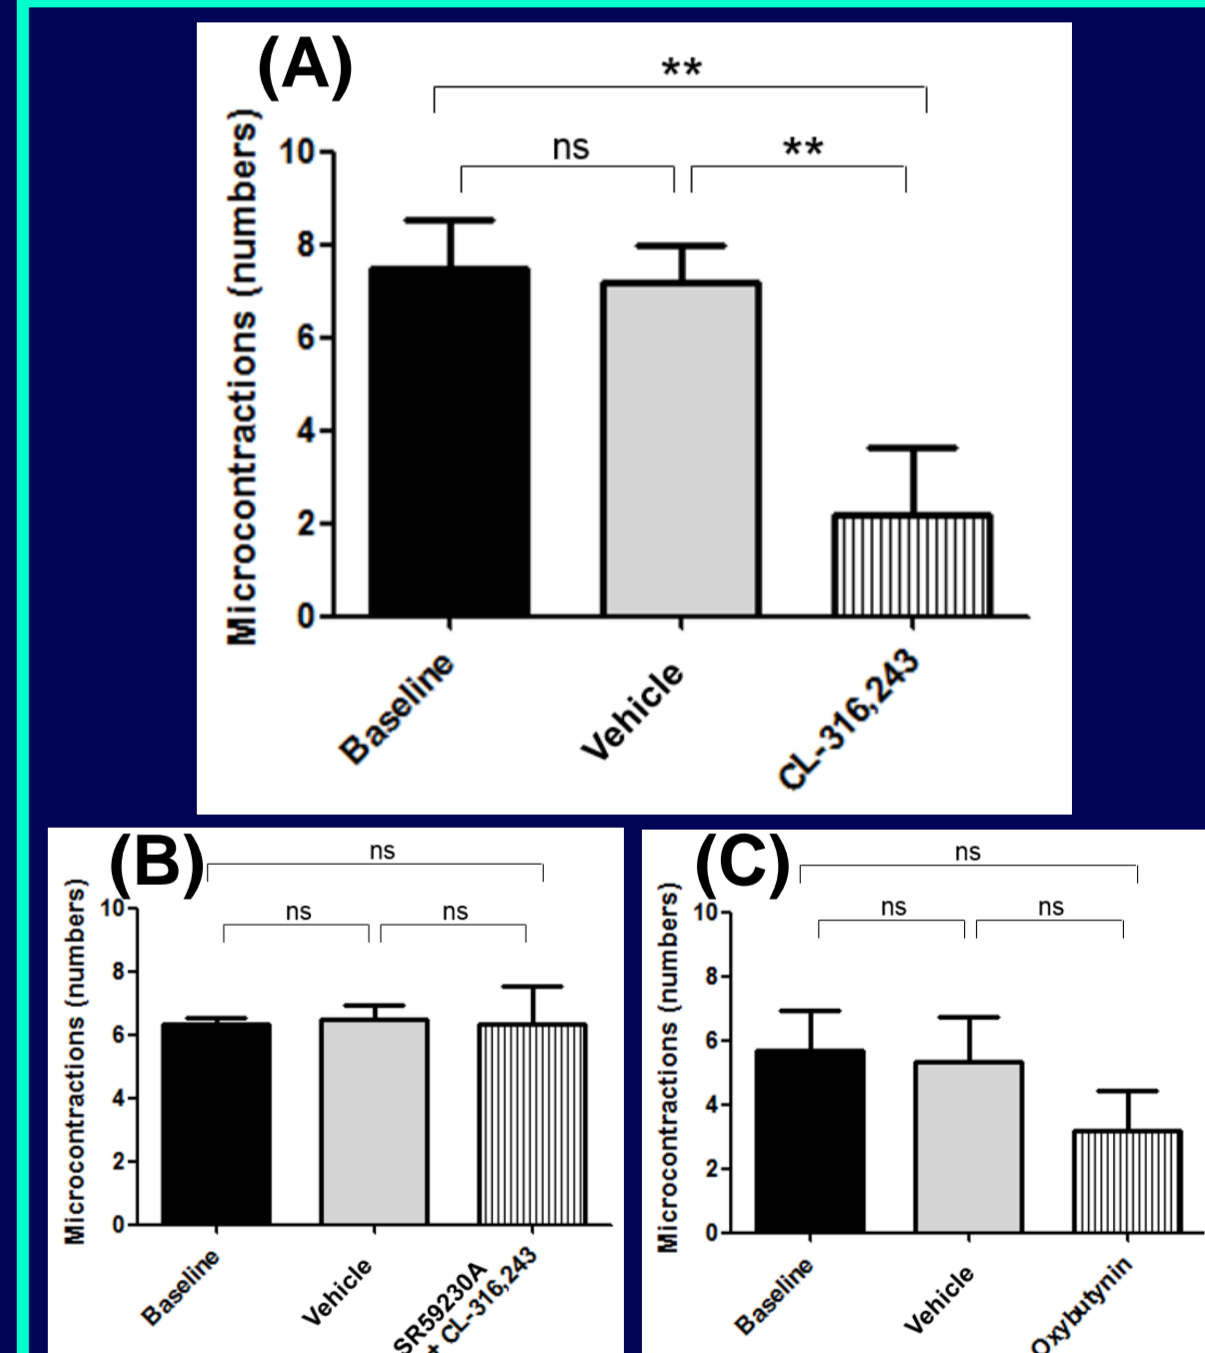 (A)
**
ns
**
Microcontractions (numbers)
10
8
6
4
2
0
Baseline
Vehicle
CL-316,243
(B)
ns
ns
ns
Microcontractions (numbers)
10
8
6
4
2
0
Baseline
Vehicle
SR59230A
+ CL-316,243
(C)
ns
ns
ns
Microcontractions (numbers)
10
8
6
4
2
0
Baseline
Vehicle
Oxybutynin